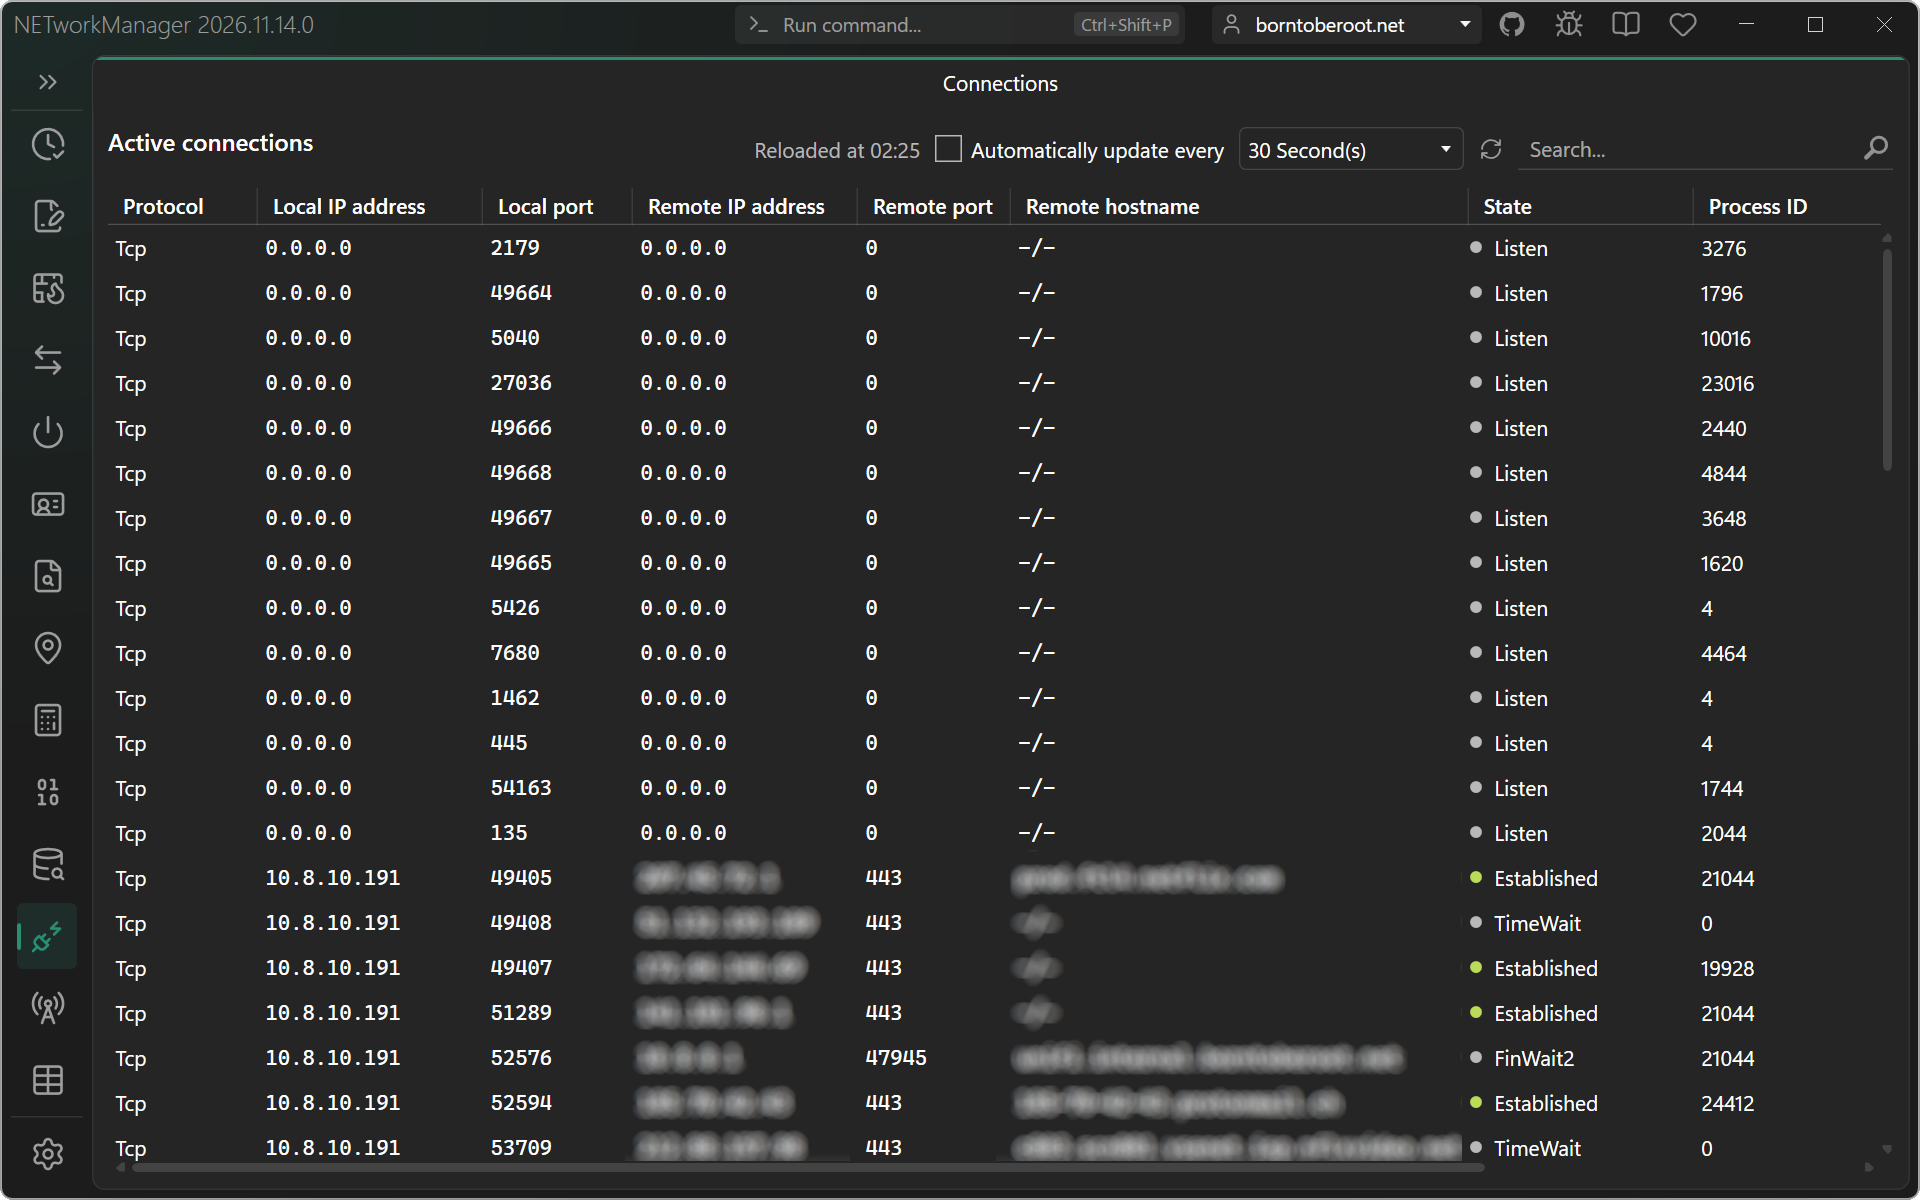 NETworkManager 2026.11.14.0 Run command... Ctrl+Shift+P borntoberoot.net
Connections
Active connections Reloaded at 02:25 Automatically update every 30 Second(s) Search...
Protocol Local IP address Local port Remote IP address Remote port Remote hostname State Process ID
Tcp 0.0.0.0 2179 0.0.0.0 0 -/- Listen 3276
Tcp 0.0.0.0 49664 0.0.0.0 0 -/- Listen 1796
Tcp 0.0.0.0 5040 0.0.0.0 0 -/- Listen 10016
Tcp 0.0.0.0 27036 0.0.0.0 0 -/- Listen 23016
Tcp 0.0.0.0 49666 0.0.0.0 0 -/- Listen 2440
Tcp 0.0.0.0 49668 0.0.0.0 0 -/- Listen 4844
Tcp 0.0.0.0 49667 0.0.0.0 0 -/- Listen 3648
Tcp 0.0.0.0 49665 0.0.0.0 0 -/- Listen 1620
Tcp 0.0.0.0 5426 0.0.0.0 0 -/- Listen 4
Tcp 0.0.0.0 7680 0.0.0.0 0 -/- Listen 4464
Tcp 0.0.0.0 1462 0.0.0.0 0 -/- Listen 4
Tcp 0.0.0.0 445 0.0.0.0 0 -/- Listen 4
Tcp 0.0.0.0 54163 0.0.0.0 0 -/- Listen 1744
Tcp 0.0.0.0 135 0.0.0.0 0 -/- Listen 2044
Tcp 10.8.10.191 49405 443 Established 21044
Tcp 10.8.10.191 49408 443 TimeWait 0
Tcp 10.8.10.191 49407 443 Established 19928
Tcp 10.8.10.191 51289 443 Established 21044
Tcp 10.8.10.191 52576 47945 FinWait2 21044
Tcp 10.8.10.191 52594 443 Established 24412
Tcp 10.8.10.191 53709 443 TimeWait 0
01
10